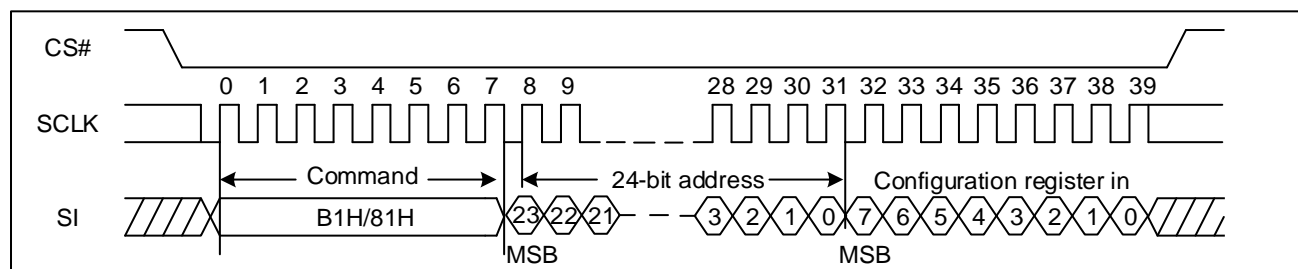 CS#
0 1 2 3 4 5 6 7 8 9 28 29 30 31 32 33 34 35 36 37 38 39
SCLK
Command 24-bit address Configuration register in
SI B1H/81H 23 22 21 3 2 1 0 7 6 5 4 3 2 1 0
MSB MSB